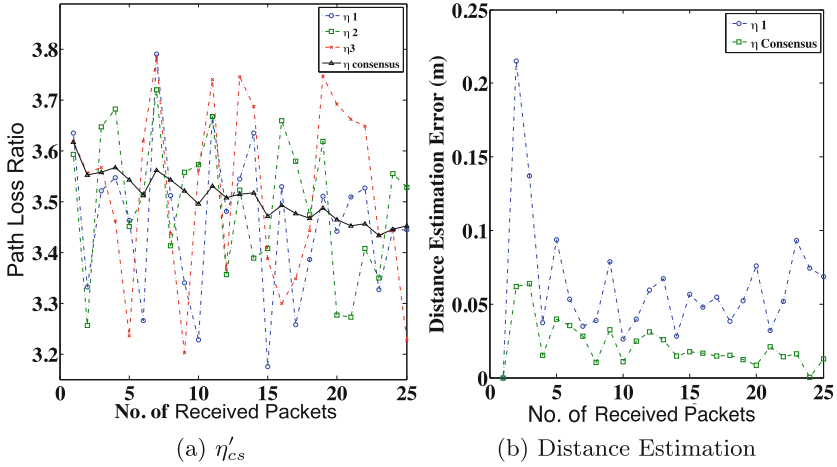 η 1
η 2
η3
η consensus
Path Loss Ratio
3.8
3.7
3.6
3.5
3.4
3.3
3.2
0 5 10 15 20 25
No. of Received Packets
(a) η′cs
η 1
η Consensus
Distance Estimation Error (m)
0.25
0.2
0.15
0.1
0.05
0
0 5 10 15 20 25
No. of Received Packets
(b) Distance Estimation